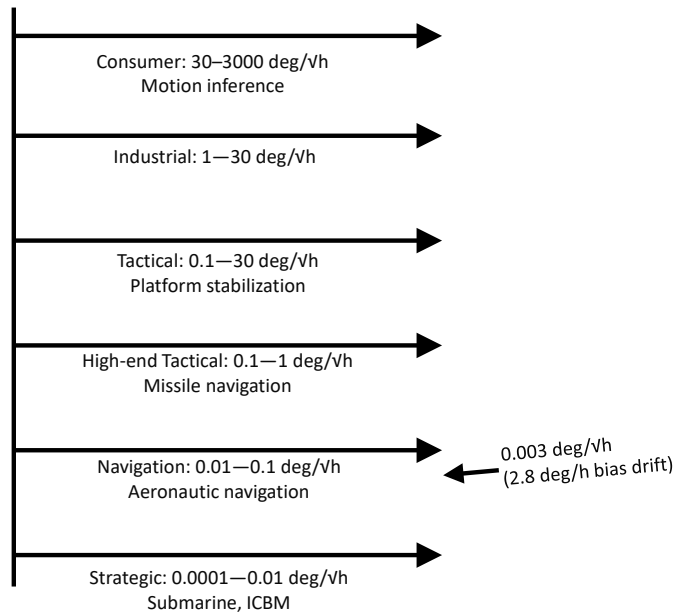 Consumer: 30–3000 deg/√h
Motion inference
Industrial: 1—30 deg/√h
Tactical: 0.1—30 deg/√h
Platform stabilization
High-end Tactical: 0.1—1 deg/√h
Missile navigation
Navigation: 0.01—0.1 deg/√h
Aeronautic navigation
0.003 deg/√h
(2.8 deg/h bias drift)
Strategic: 0.0001—0.01 deg/√h
Submarine, ICBM